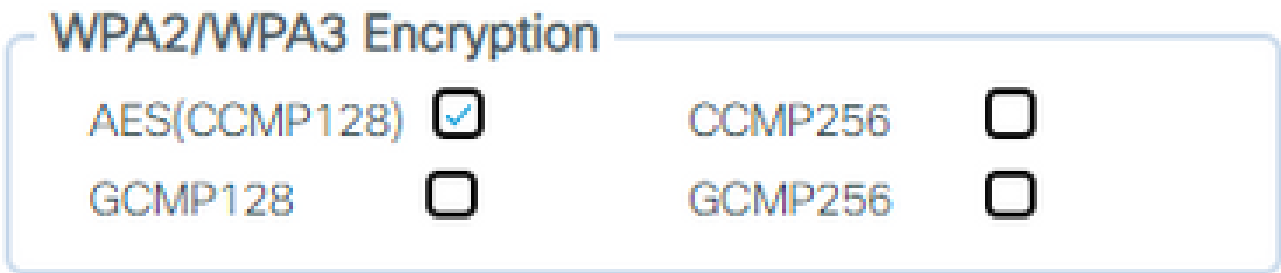 WPA2/WPA3 Encryption
AES(CCMP128) CCMP256
GCMP128 GCMP256